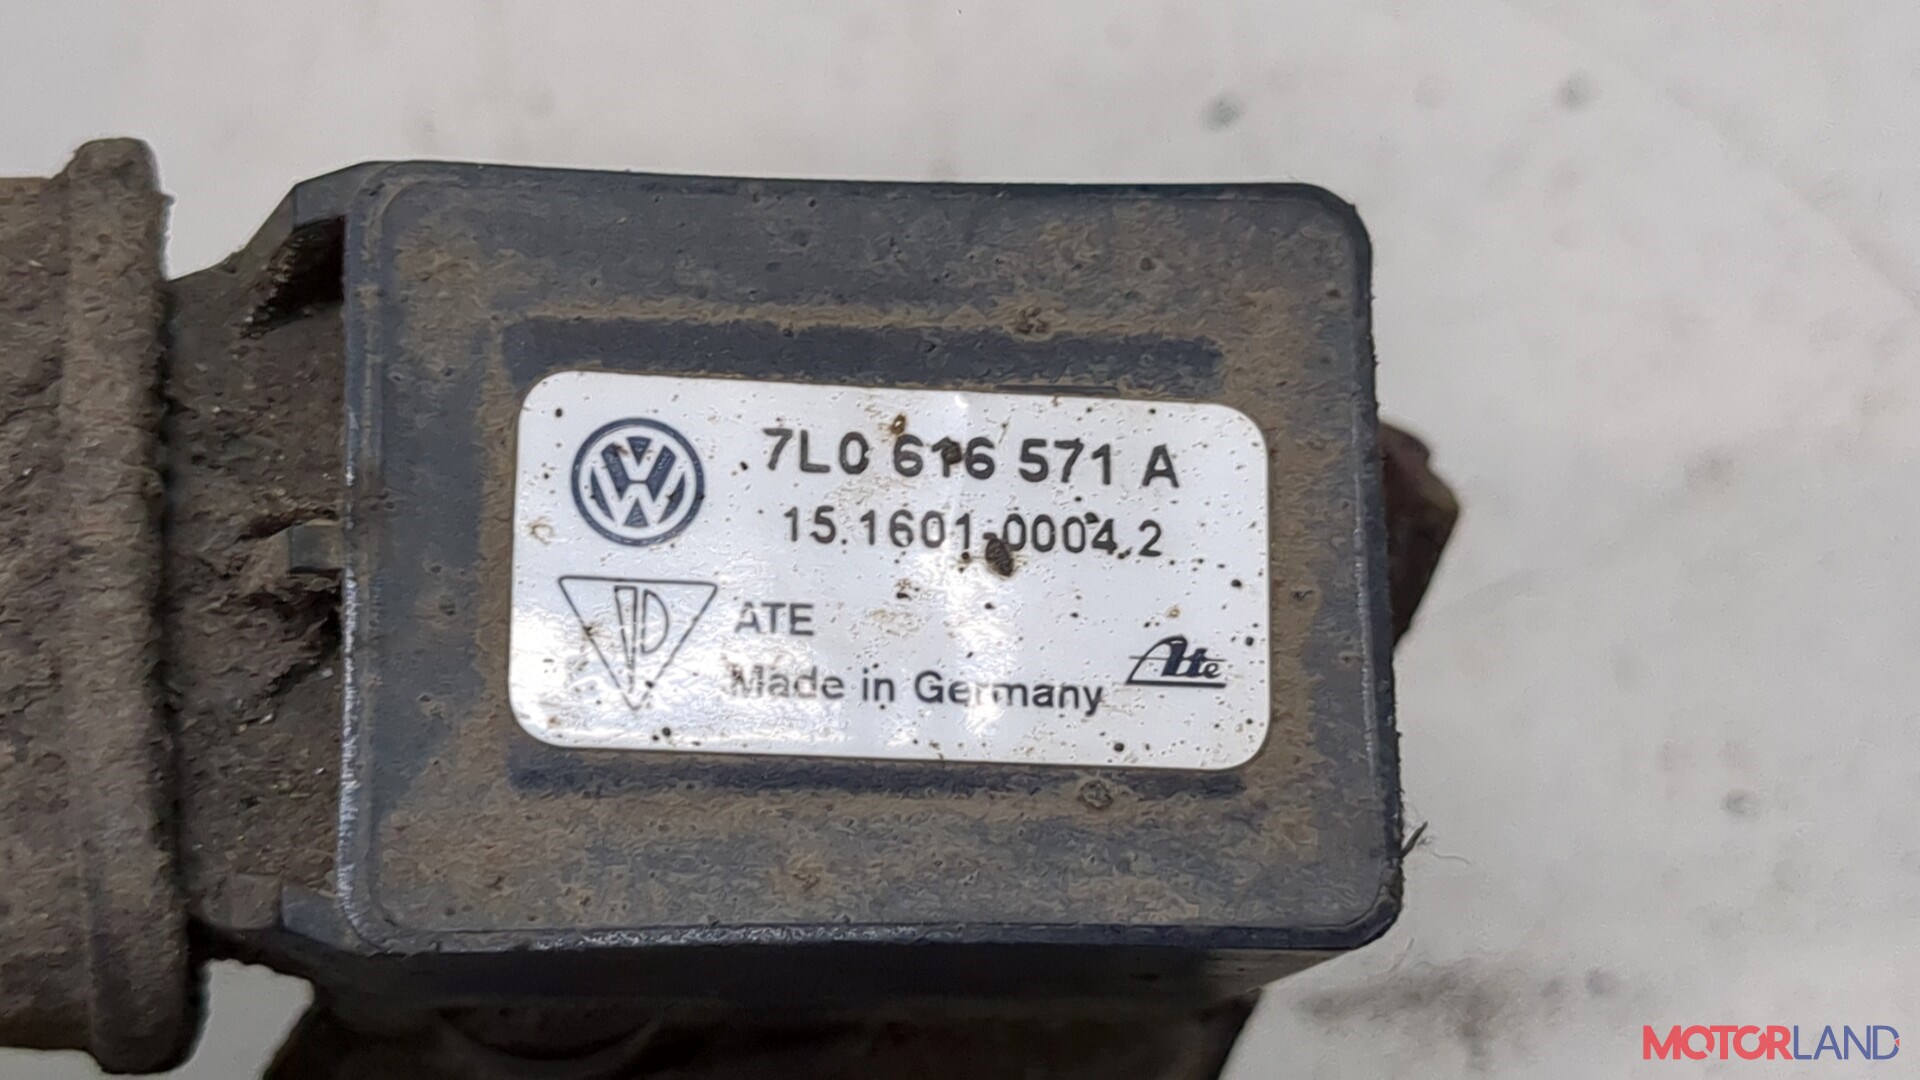 7L0 616 571 A
15.1601-0004.2
ATE
Made in Germany
Ate
MOTORLAND